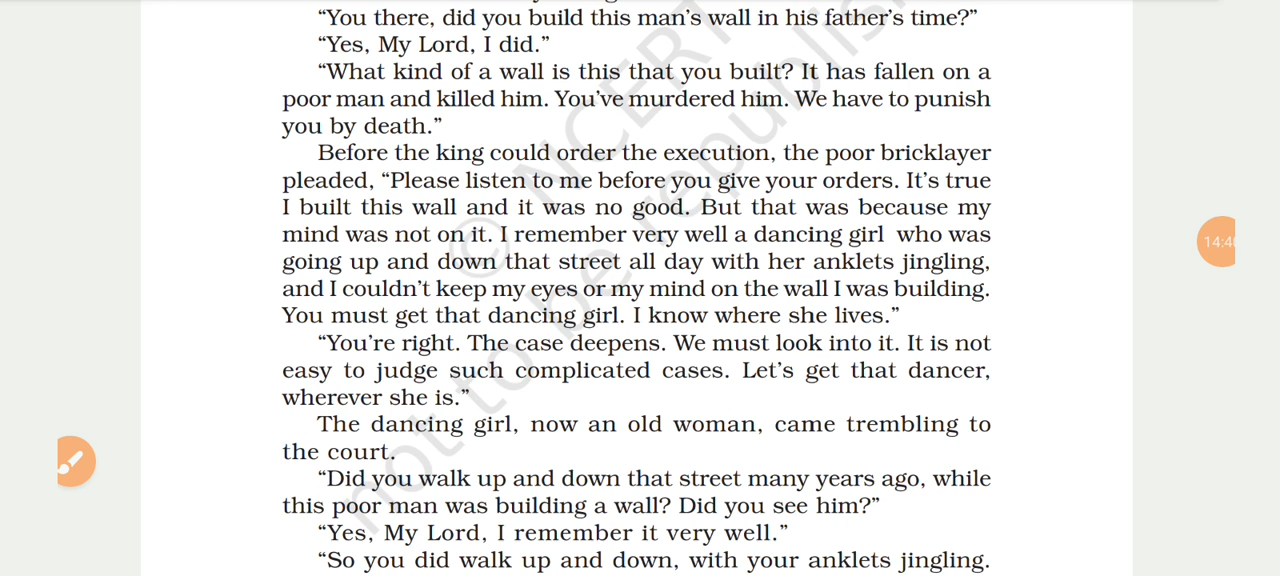 “You there, did you build this man’s wall in his father’s time?”
“Yes, My Lord, I did.”
“What kind of a wall is this that you built? It has fallen on a
poor man and killed him. You’ve murdered him. We have to punish
you by death.”
Before the king could order the execution, the poor bricklayer
pleaded, “Please listen to me before you give your orders. It’s true
I built this wall and it was no good. But that was because my
mind was not on it. I remember very well a dancing girl who was
going up and down that street all day with her anklets jingling,
and I couldn’t keep my eyes or my mind on the wall I was building.
You must get that dancing girl. I know where she lives.”
“You’re right. The case deepens. We must look into it. It is not
easy to judge such complicated cases. Let’s get that dancer,
wherever she is.”
The dancing girl, now an old woman, came trembling to
the court.
“Did you walk up and down that street many years ago, while
this poor man was building a wall? Did you see him?”
“Yes, My Lord, I remember it very well.”
“So you did walk up and down, with your anklets jingling.
© NCERT
not to be republish